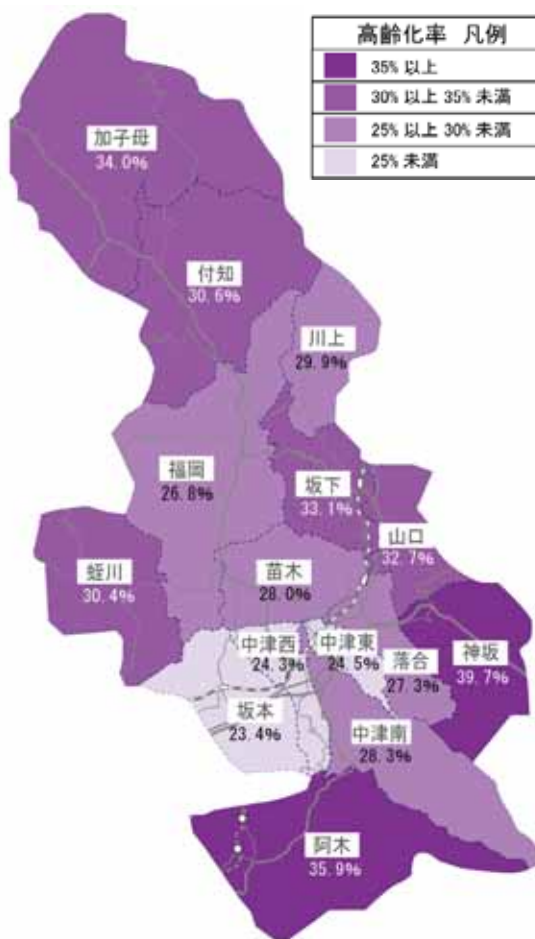 高齢化率 凡例
35% 以上
30% 以上 35% 未満
25% 以上 30% 未満
25% 未満
加子母
34.0%
付知
30.6%
川上
29.9%
福岡
26.8%
坂下
33.1%
山口
32.7%
蛭川
30.4%
苗木
28.0%
中津西
24.3%
中津東
24.5%
落合
27.3%
神坂
39.7%
坂本
23.4%
中津南
28.3%
阿木
35.9%